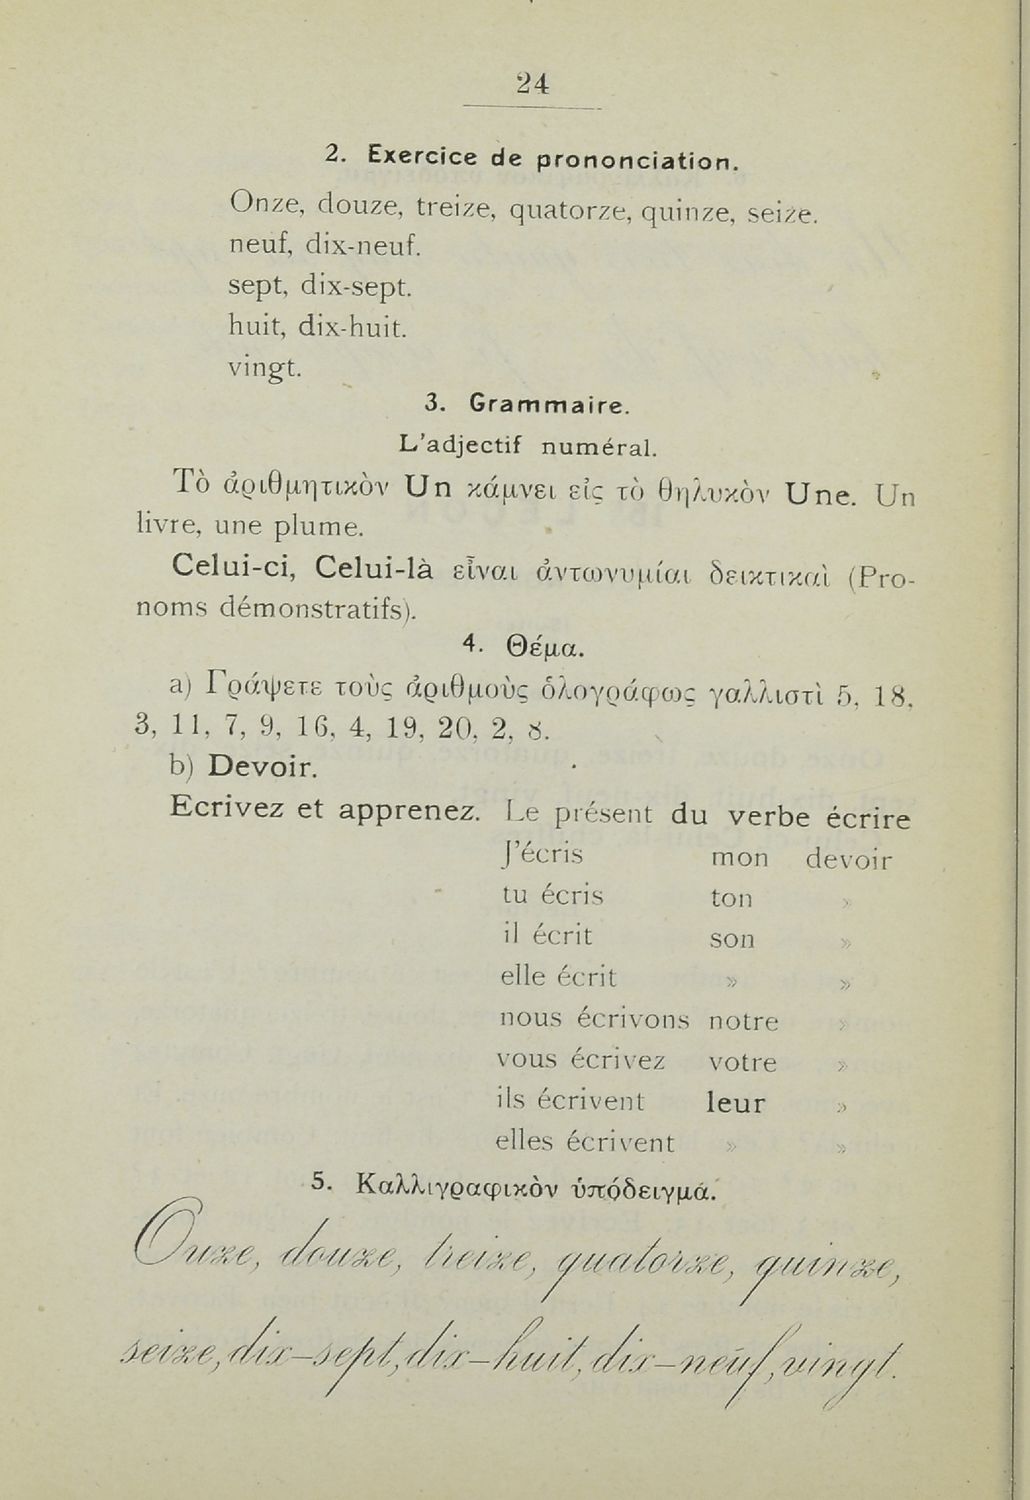 24
2. Exercice de prononciation.
Onze, douze, treize, quatorze, quinze, seize.
neuf, dix-neuf.
sept, dix-sept.
huit, dix-huit.
vingt.
3. Grammaire.
L'adjectif numéral.
Τὸ ἀριθμητικὸν Un κάμνει εἰς τὸ θηλυκὸν Une. Un
livre, une plume.
Celui-ci, Celui-là εἶναι ἀντωνυμίαι δεικτικαὶ (Pro-
noms démonstratifs).
4. Θέμα.
a) Γράψετε τοὺς ἀριθμοὺς ὁλογράφως γαλλιστὶ 5, 18,
3, 11, 7, 9, 16, 4, 19, 20, 2, 8.
b) Devoir.
Ecrivez et apprenez. Le présent du verbe écrire
J'écris mon devoir
tu écris ton »
il écrit son »
elle écrit » »
nous écrivons notre »
vous écrivez votre »
ils écrivent leur »
elles écrivent » »
5. Καλλιγραφικὸν ὑπόδειγμά.
Onze, douze, treize, quatorze, quinze,
seize, dix-sept, dix-huit, dix-neuf, vingt.